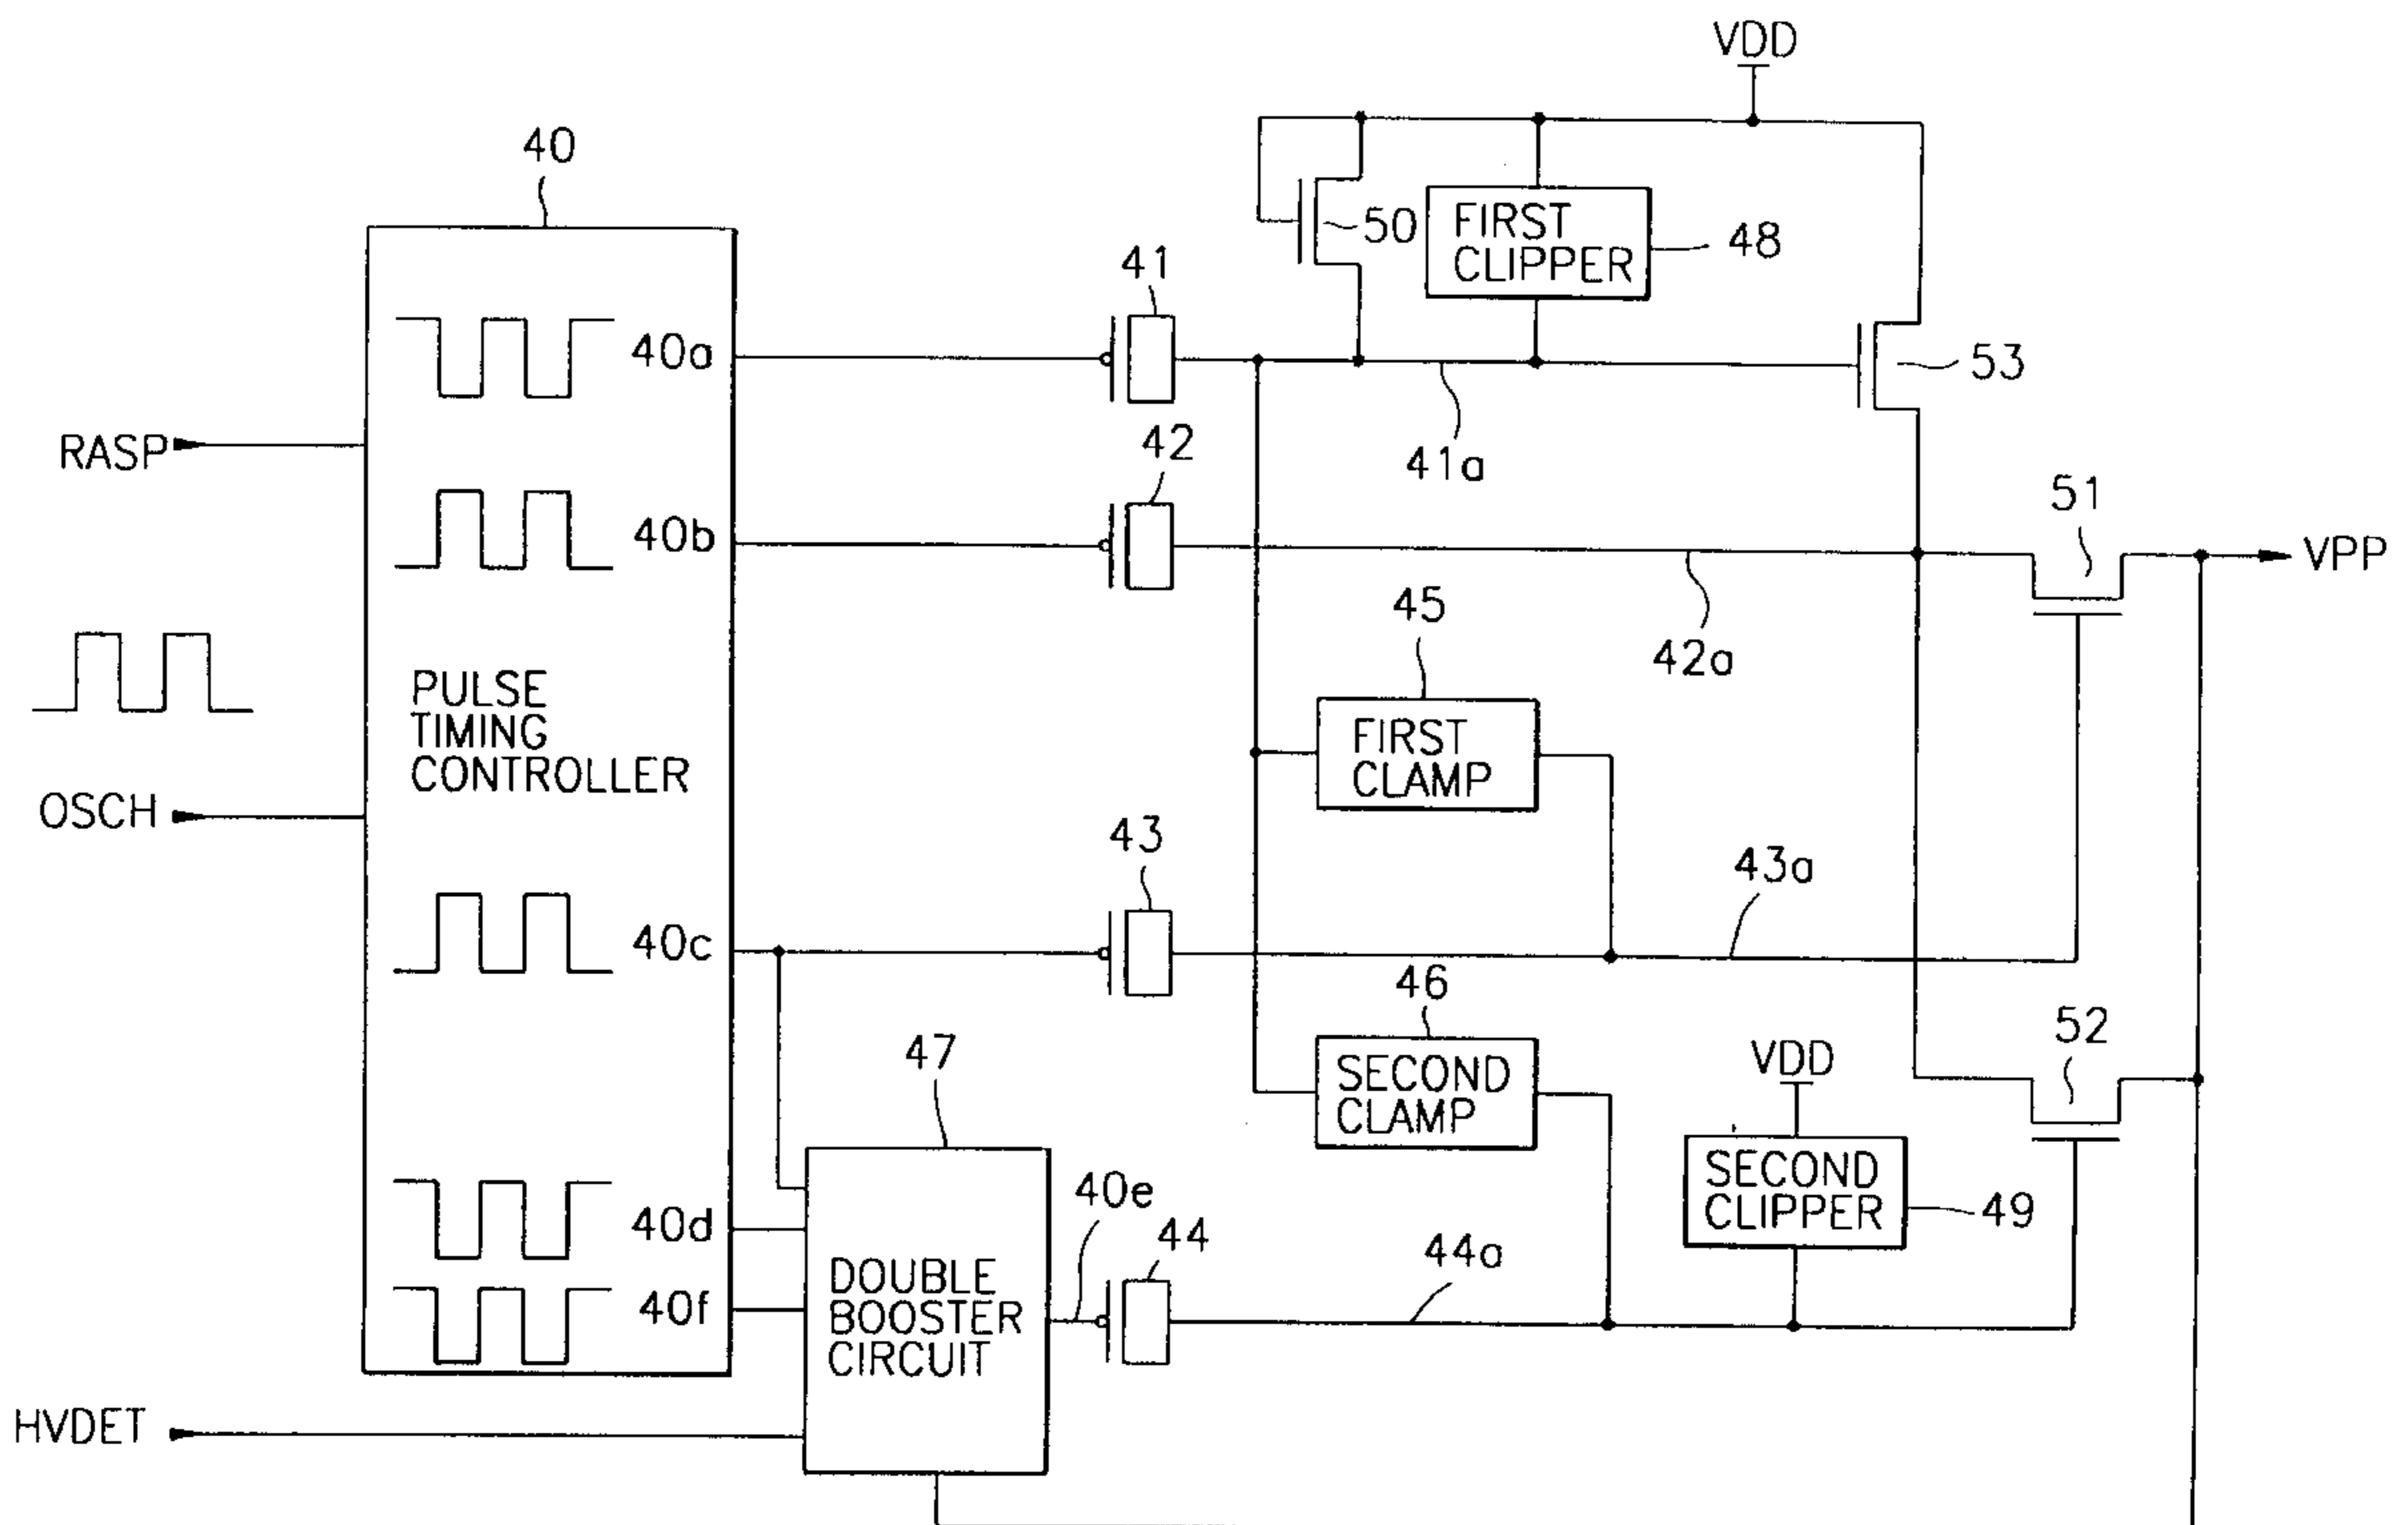 VDD
40
50
FIRST
CLIPPER
48
41
40a
53
RASP
41a
42
40b
51
VPP
45
42a
PULSE
TIMING
CONTROLLER
FIRST
CLAMP
OSCH
43
43a
40c
46
52
47
VDD
SECOND
CLAMP
40e
SECOND
CLIPPER
49
40d
44
44a
DOUBLE
BOOSTER
CIRCUIT
40f
HVDET